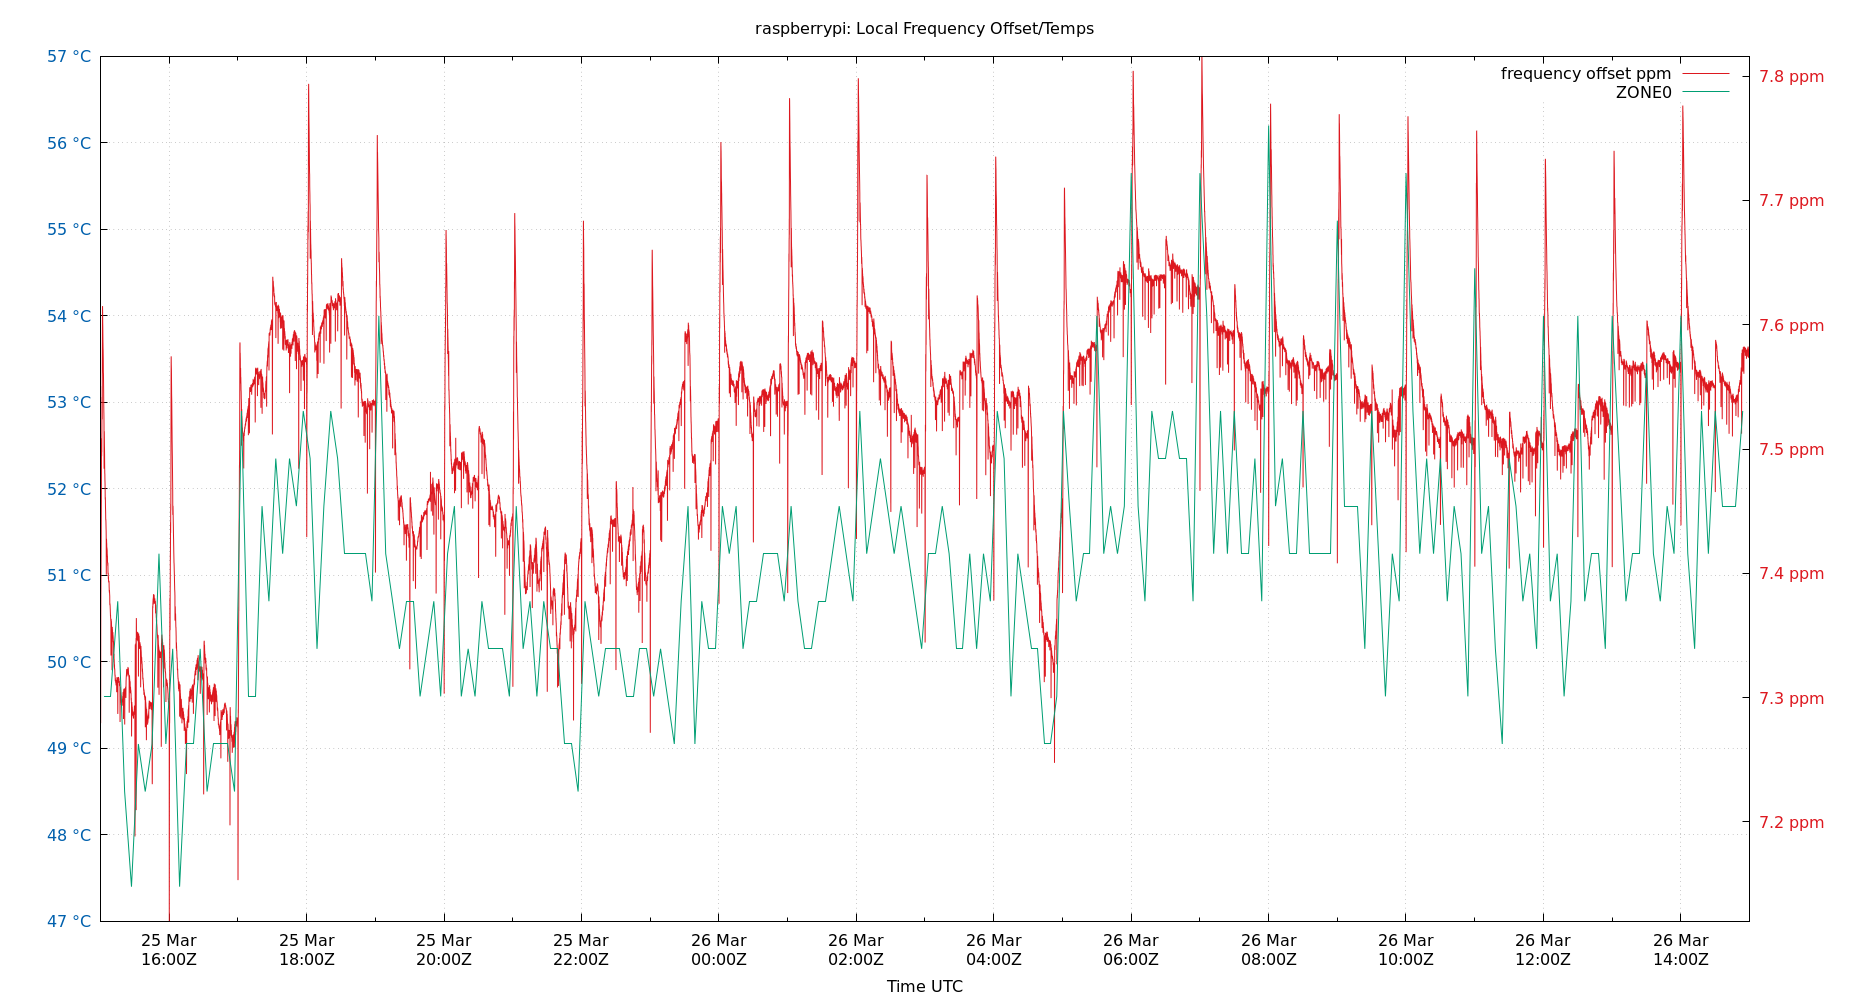 raspberrypi: Local Frequency Offset/Temps
57 °C
56 °C
55 °C
54 °C
53 °C
52 °C
51 °C
50 °C
49 °C
48 °C
47 °C
frequency offset ppm
ZONE0
7.8 ppm
7.7 ppm
7.6 ppm
7.5 ppm
7.4 ppm
7.3 ppm
7.2 ppm
25 Mar
16:00Z
25 Mar
18:00Z
25 Mar
20:00Z
25 Mar
22:00Z
26 Mar
00:00Z
26 Mar
02:00Z
26 Mar
04:00Z
26 Mar
06:00Z
26 Mar
08:00Z
26 Mar
10:00Z
26 Mar
12:00Z
26 Mar
14:00Z
Time UTC